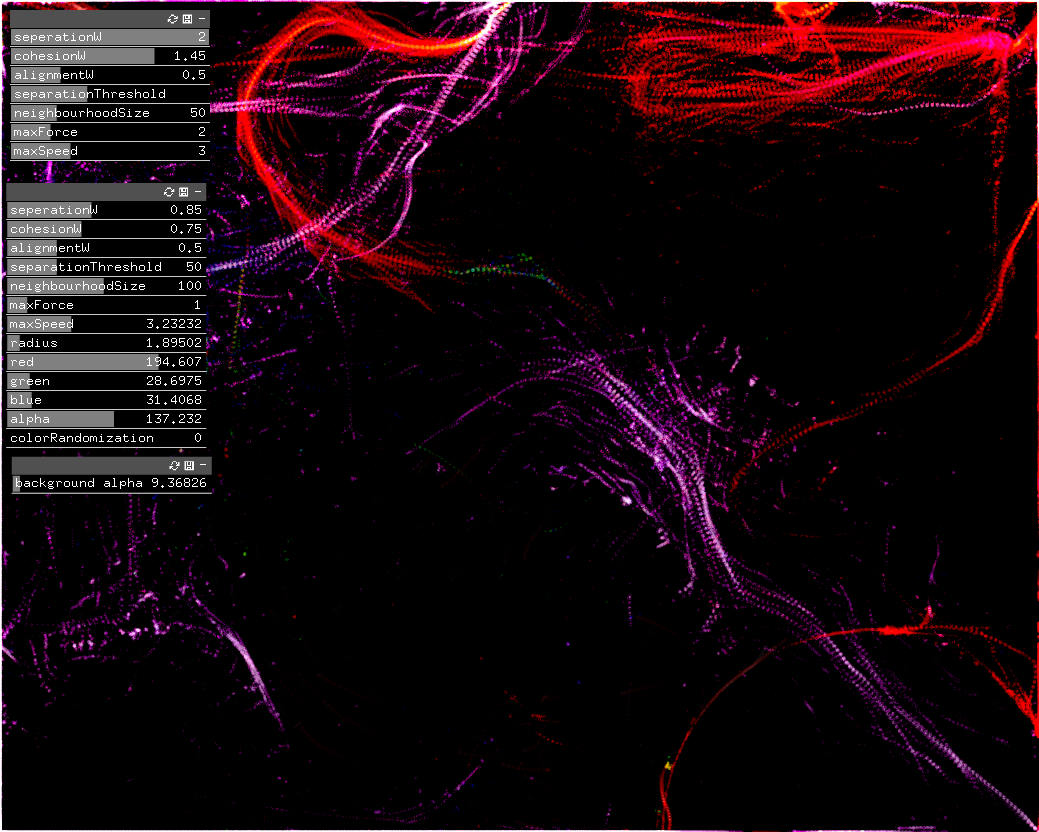 seperationW 2
cohesionW 1.45
alignmentW 0.5
separationThreshold
neighbourhoodSize 50
maxForce 2
maxSpeed 3
seperationW 0.85
cohesionW 0.75
alignmentW 0.5
separationThreshold 50
neighbourhoodSize 100
maxForce 1
maxSpeed 3.23232
radius 1.89502
red 194.607
green 28.6975
blue 31.4068
alpha 137.232
colorRandomization 0
background alpha 9.36826